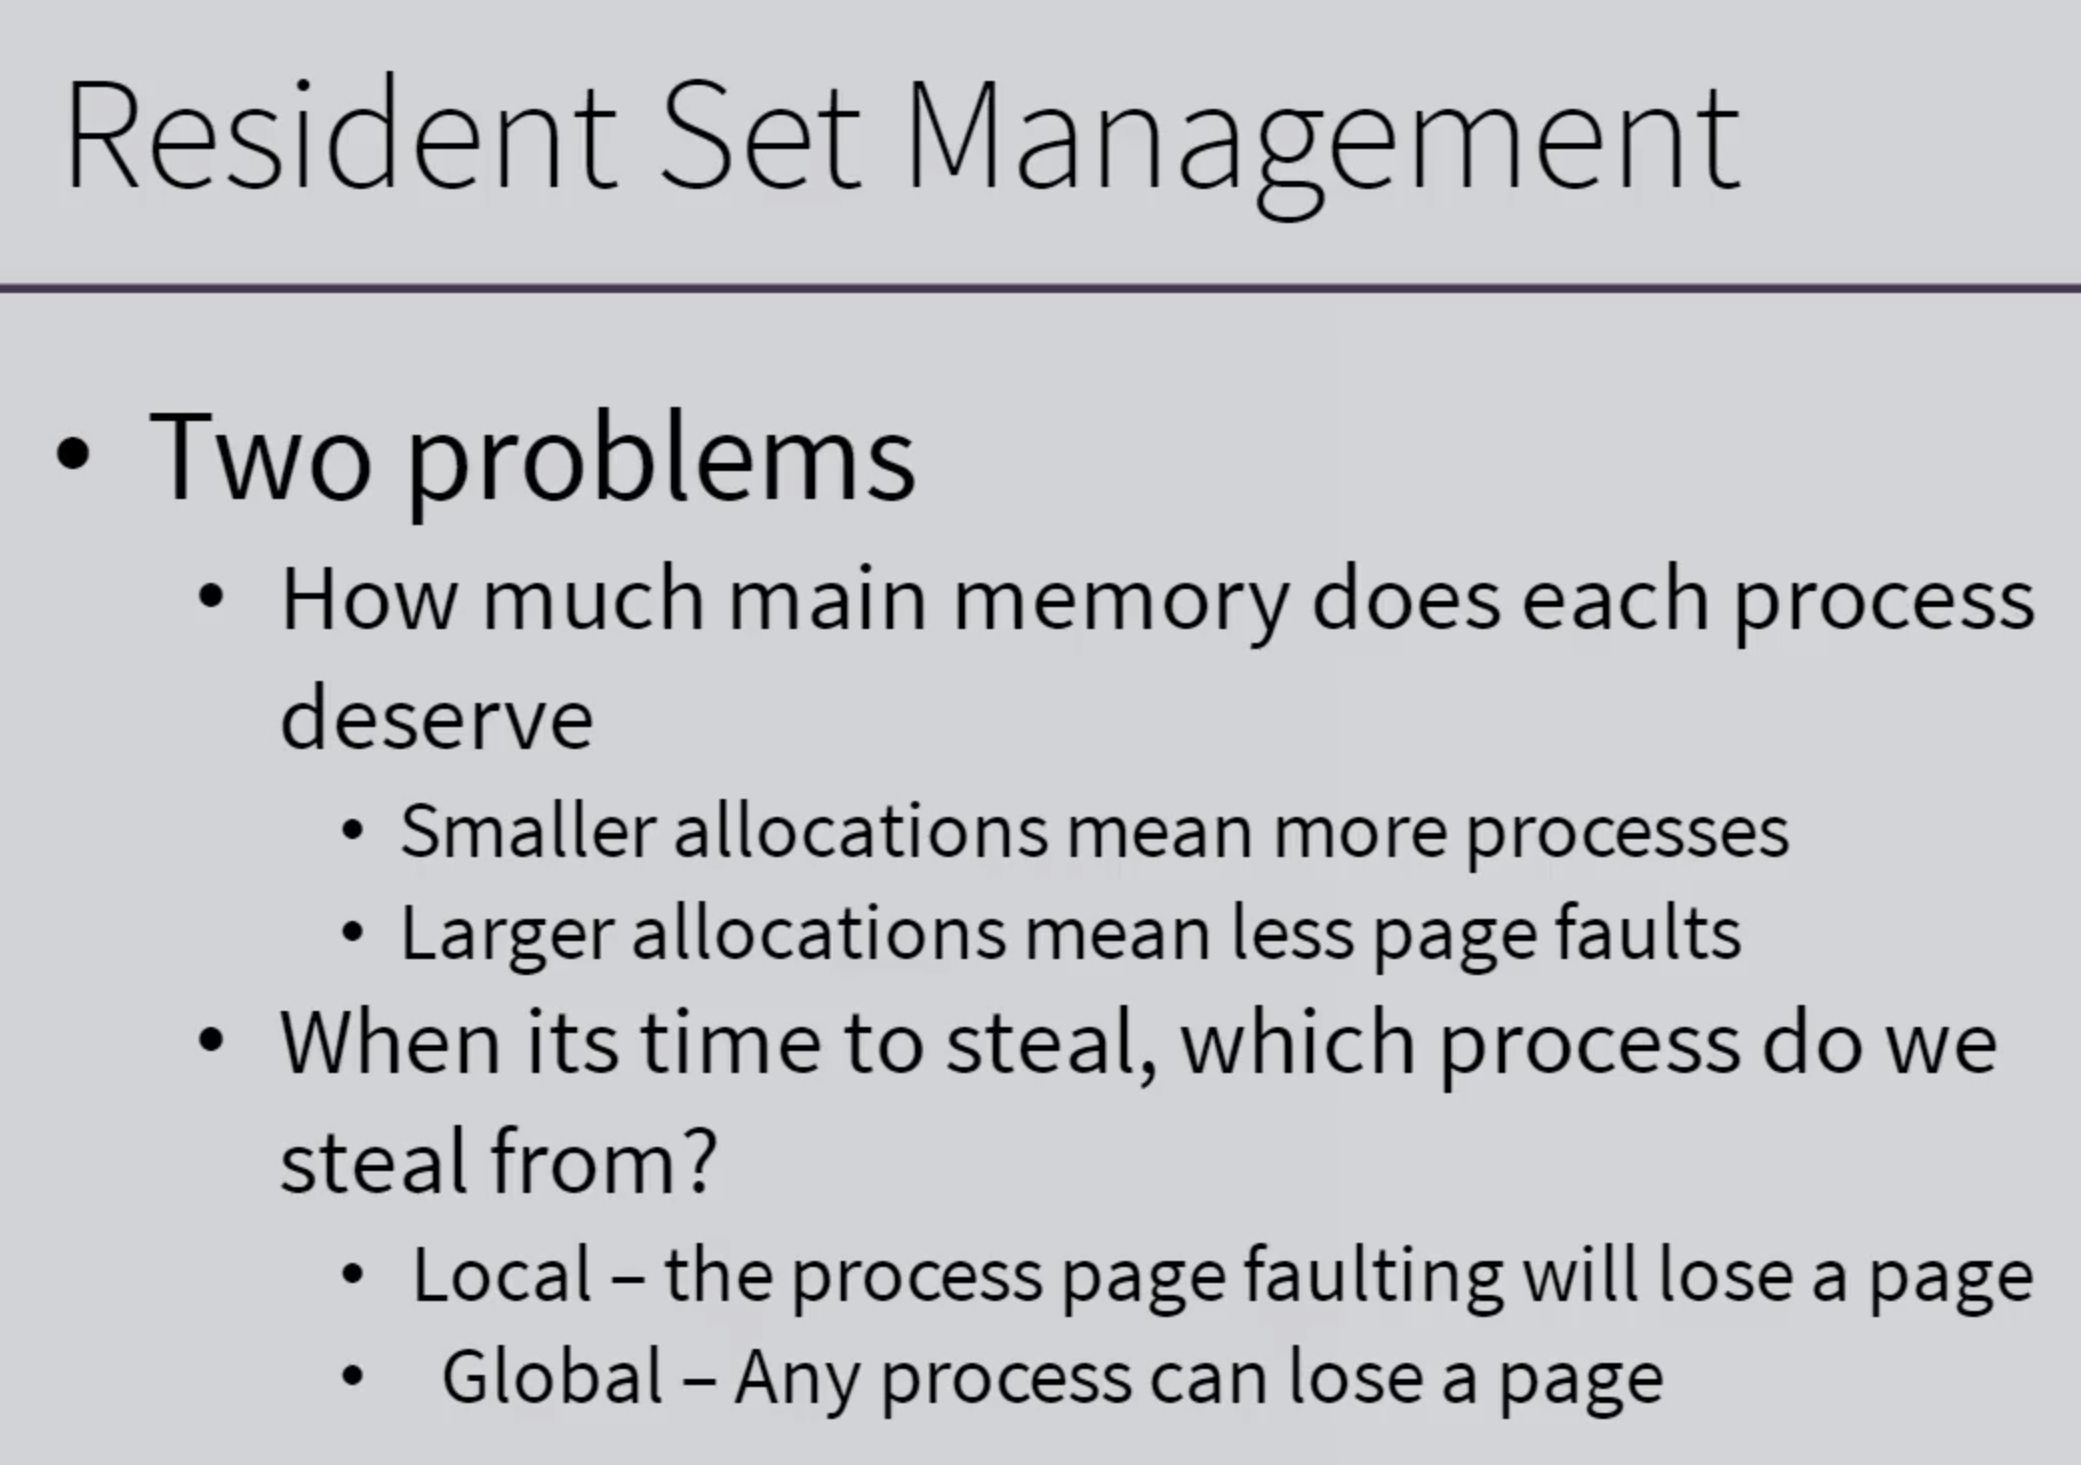 Resident Set Management
• Two problems
• How much main memory does each process
deserve
• Smaller allocations mean more processes
• Larger allocations mean less page faults
• When its time to steal, which process do we
steal from?
• Local – the process page faulting will lose a page
• Global – Any process can lose a page